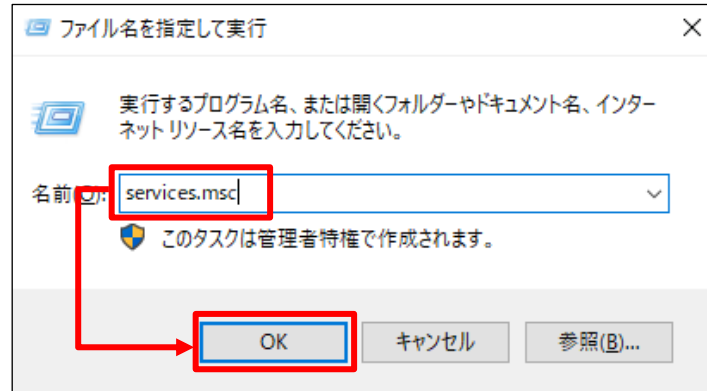 ファイル名を指定して実行
実行するプログラム名、または開くフォルダーやドキュメント名、インター
ネット リソース名を入力してください。
名前(O): services.msc
このタスクは管理者特権で作成されます。
OK キャンセル 参照(B)...